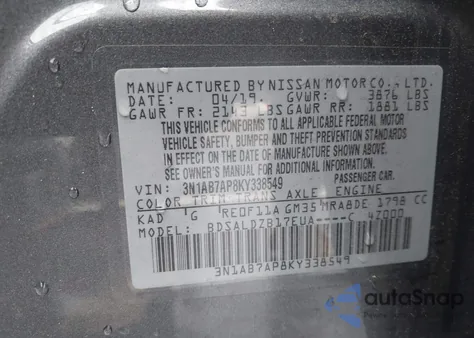 MANUFACTURED BY NISSAN MOTOR CO., LTD.
DATE: 04/19 GVWR: 3876 LBS
GAWR FR: 2143 LBS GAWR RR: 1881 LBS
THIS VEHICLE CONFORMS TO ALL APPLICABLE FEDERAL MOTOR
VEHICLE SAFETY, BUMPER AND THEFT PREVENTION STANDARDS
IN EFFECT ON THE DATE OF MANUFACTURE SHOWN ABOVE.
SEE OWNER'S MANUAL FOR ADDITIONAL INFORMATION.
VIN: 3N1AB7AP8KY338549 PASSENGER CAR.
COLOR TRIM TRANS AXLE ENGINE
KAD G RE0F11A GM35 MRA8DE 1798 CC
MODEL: BDSALDZB17EUA----C 47000
3N1AB7AP8KY338549
autoSnap